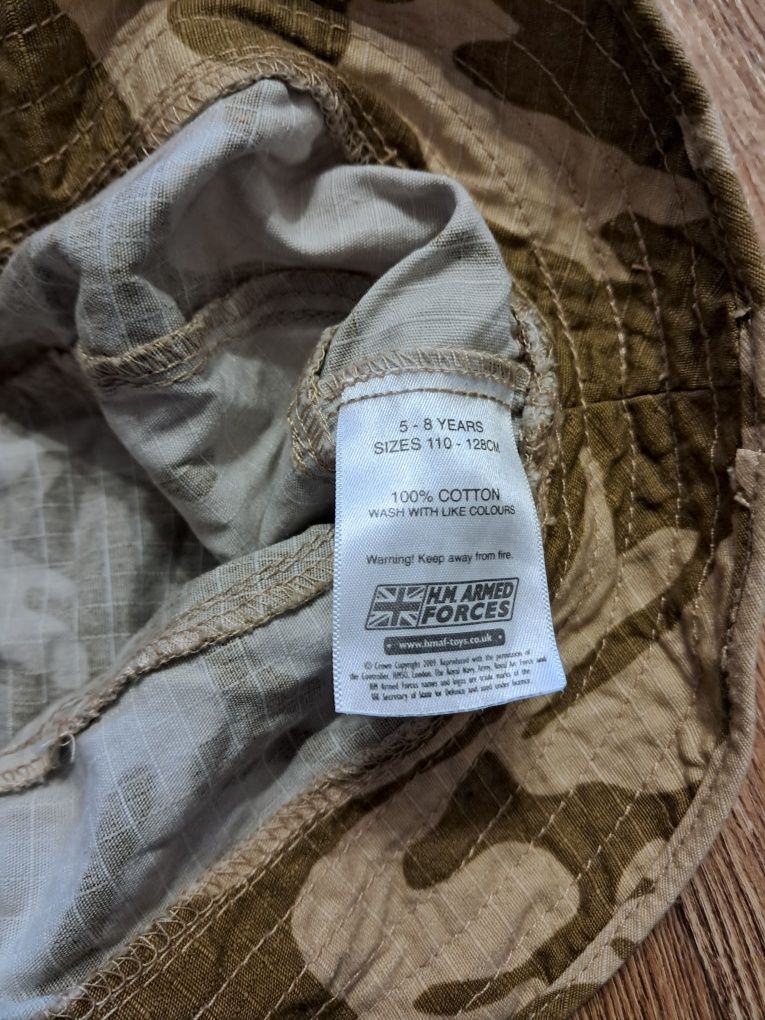 5 - 8 YEARS
SIZES 110 - 128CM
100% COTTON
WASH WITH LIKE COLOURS
Warning! Keep away from fire.
H.M. ARMED
FORCES
www.hmaf-toys.co.uk
© Crown Copyright 2009. Reproduced with the permission of
the Controller, HMSO, London. The Royal Navy, Army, Royal Air Force and
HM Armed Forces names and logos are trade marks of the
UK Secretary of State for Defence and used under licence.